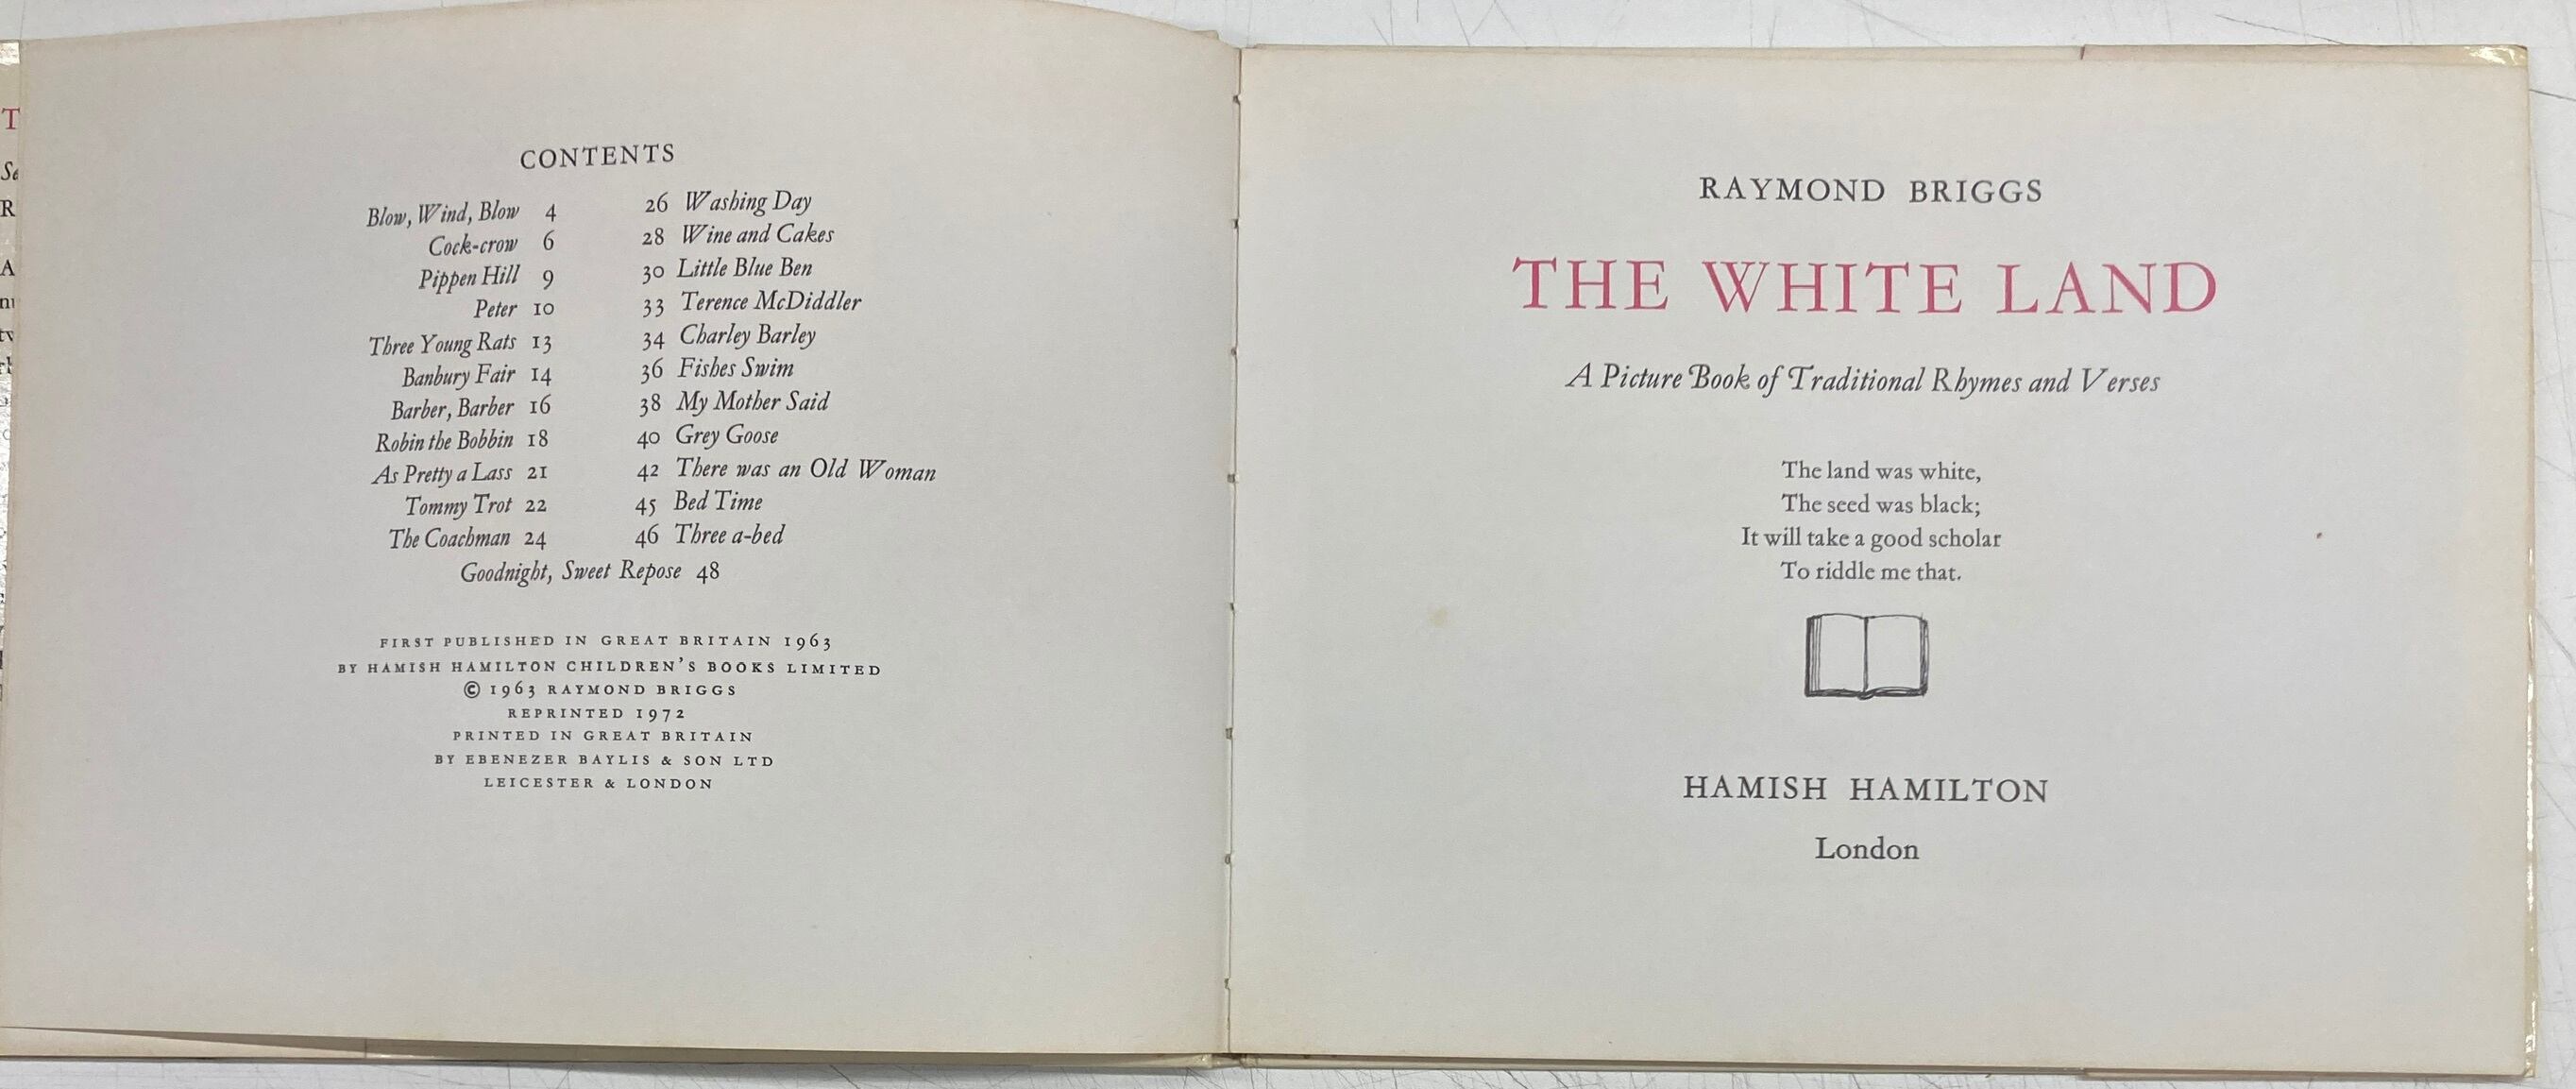 CONTENTS
Blow, Wind, Blow 4
Cock-crow 6
Pippen Hill 9
Peter 10
Three Young Rats 13
Banbury Fair 14
Barber, Barber 16
Robin the Bobbin 18
As Pretty a Lass 21
Tommy Trot 22
The Coachman 24
26 Washing Day
28 Wine and Cakes
30 Little Blue Ben
33 Terence McDiddler
34 Charley Barley
36 Fishes Swim
38 My Mother Said
40 Grey Goose
42 There was an Old Woman
45 Bed Time
46 Three a-bed
Goodnight, Sweet Repose 48
FIRST PUBLISHED IN GREAT BRITAIN 1963
BY HAMISH HAMILTON CHILDREN'S BOOKS LIMITED
© 1963 RAYMOND BRIGGS
REPRINTED 1972
PRINTED IN GREAT BRITAIN
BY EBENEZER BAYLIS & SON LTD
LEICESTER & LONDON
RAYMOND BRIGGS
THE WHITE LAND
A Picture Book of Traditional Rhymes and Verses
The land was white,
The seed was black;
It will take a good scholar
To riddle me that.
HAMISH HAMILTON
London